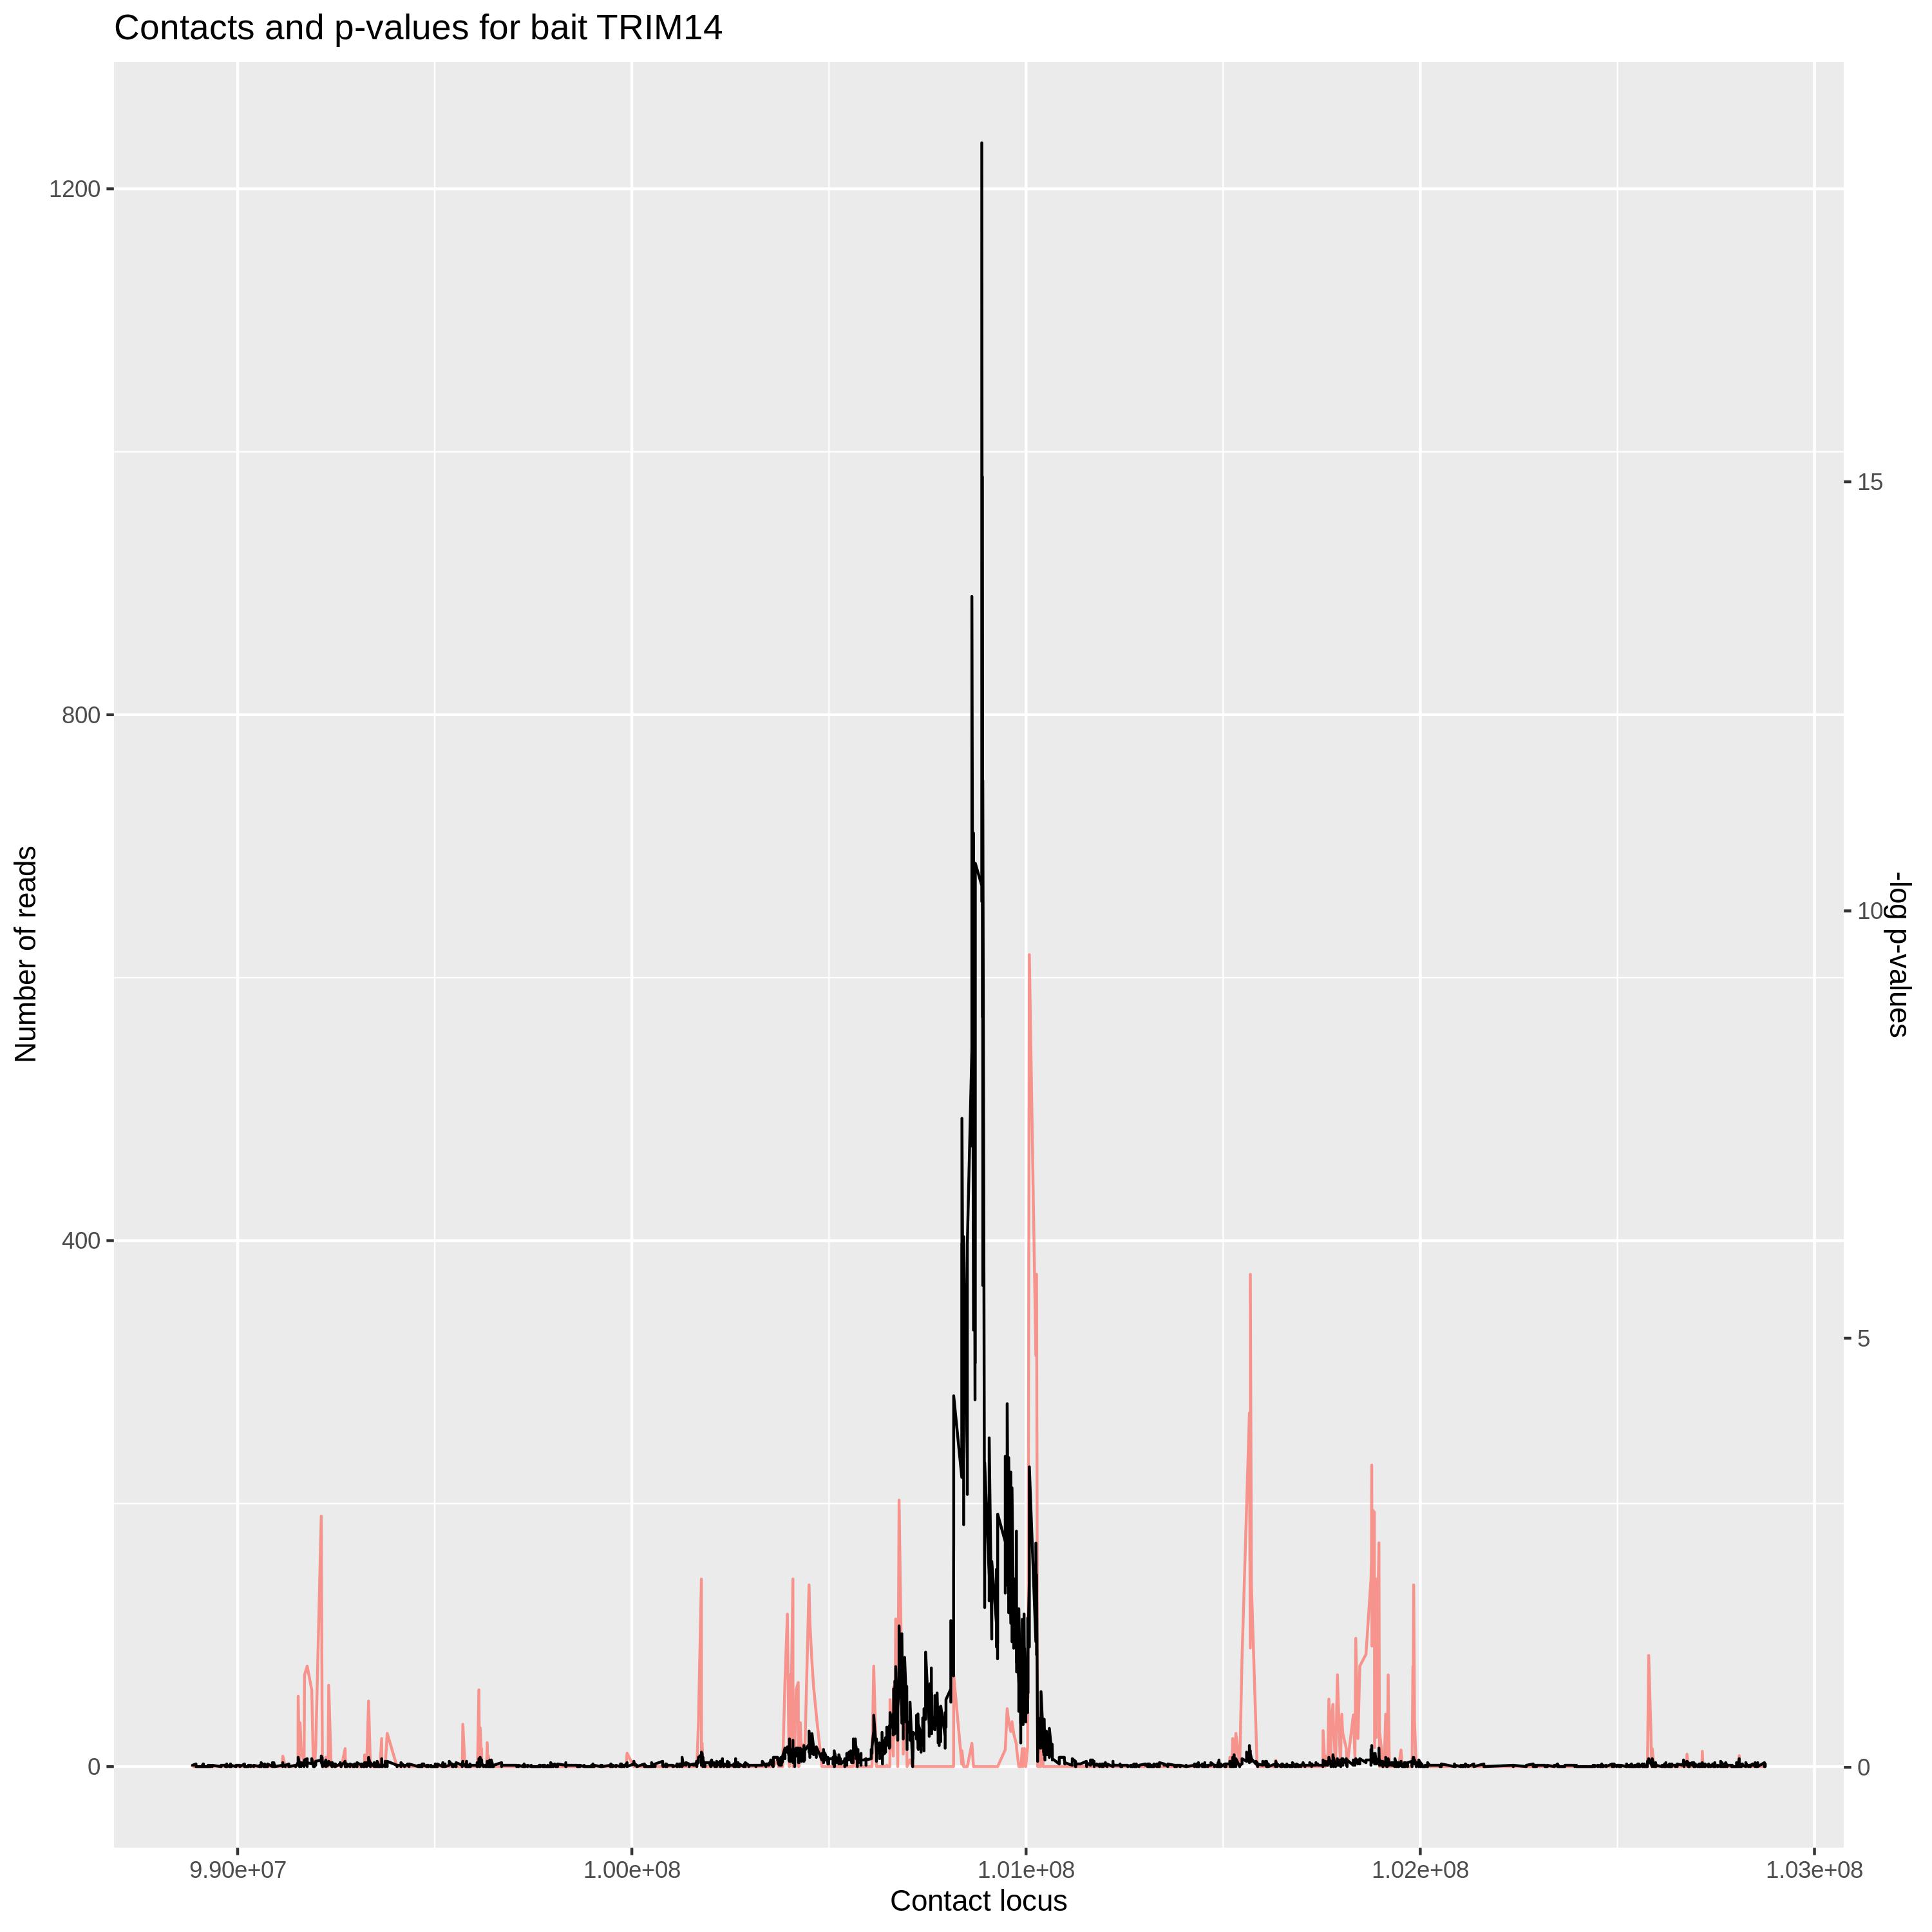 Contacts and p-values for bait TRIM14
Number of reads
1200
800
400
0
15
10
5
0
-log p-values
9.90e+07 1.00e+08 1.01e+08 1.02e+08 1.03e+08
Contact locus